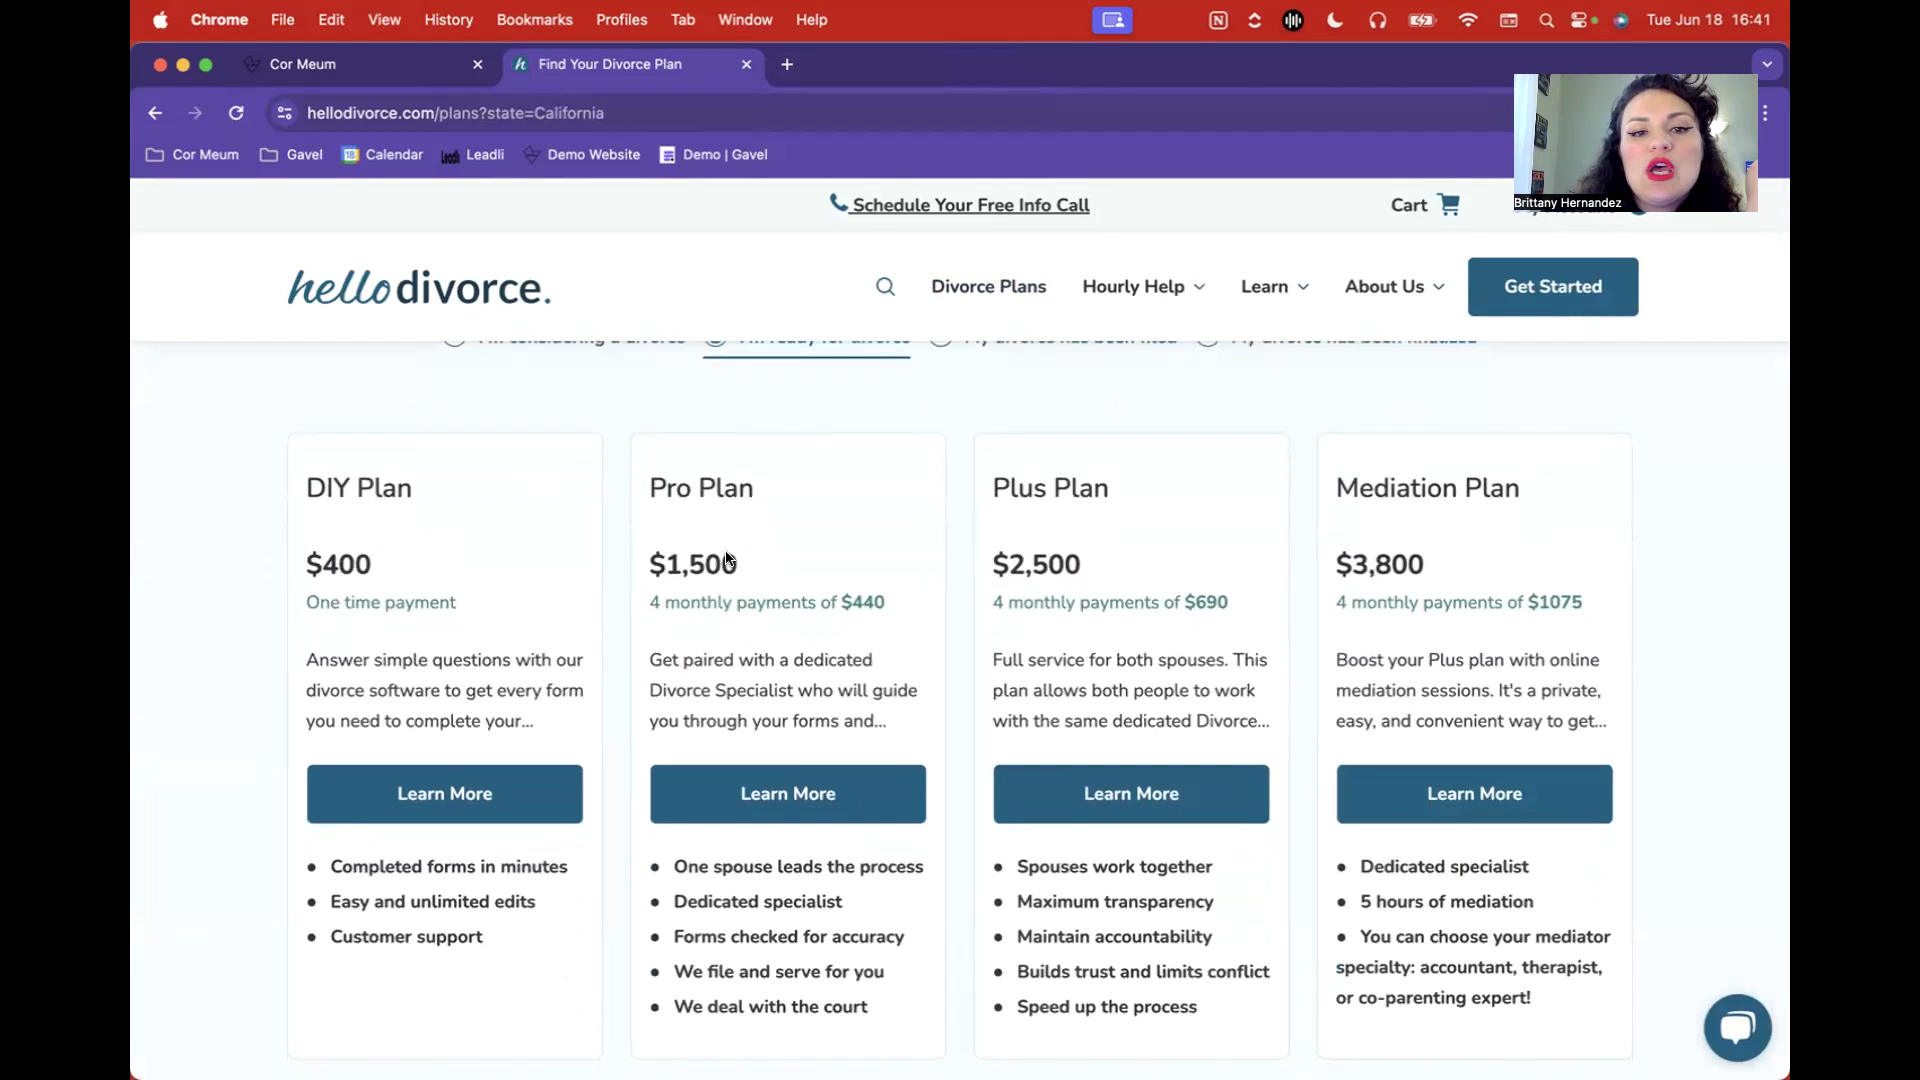 Chrome File Edit View History Bookmarks Profiles Tab Window Help Tue Jun 18 16:41
Cor Meum Find Your Divorce Plan
hellodivorce.com/plans?state=California
Cor Meum Gavel Calendar Leadli Demo Website Demo | Gavel
Brittany Hernandez
Schedule Your Free Info Call Cart
hello divorce. Divorce Plans Hourly Help Learn About Us Get Started
DIY Plan
$400
One time payment
Answer simple questions with our
divorce software to get every form
you need to complete your...
Learn More
• Completed forms in minutes
• Easy and unlimited edits
• Customer support
Pro Plan
$1,500
4 monthly payments of $440
Get paired with a dedicated
Divorce Specialist who will guide
you through your forms and...
Learn More
• One spouse leads the process
• Dedicated specialist
• Forms checked for accuracy
• We file and serve for you
• We deal with the court
Plus Plan
$2,500
4 monthly payments of $690
Full service for both spouses. This
plan allows both people to work
with the same dedicated Divorce...
Learn More
• Spouses work together
• Maximum transparency
• Maintain accountability
• Builds trust and limits conflict
• Speed up the process
Mediation Plan
$3,800
4 monthly payments of $1075
Boost your Plus plan with online
mediation sessions. It's a private,
easy, and convenient way to get...
Learn More
• Dedicated specialist
• 5 hours of mediation
• You can choose your mediator
specialty: accountant, therapist,
or co-parenting expert!